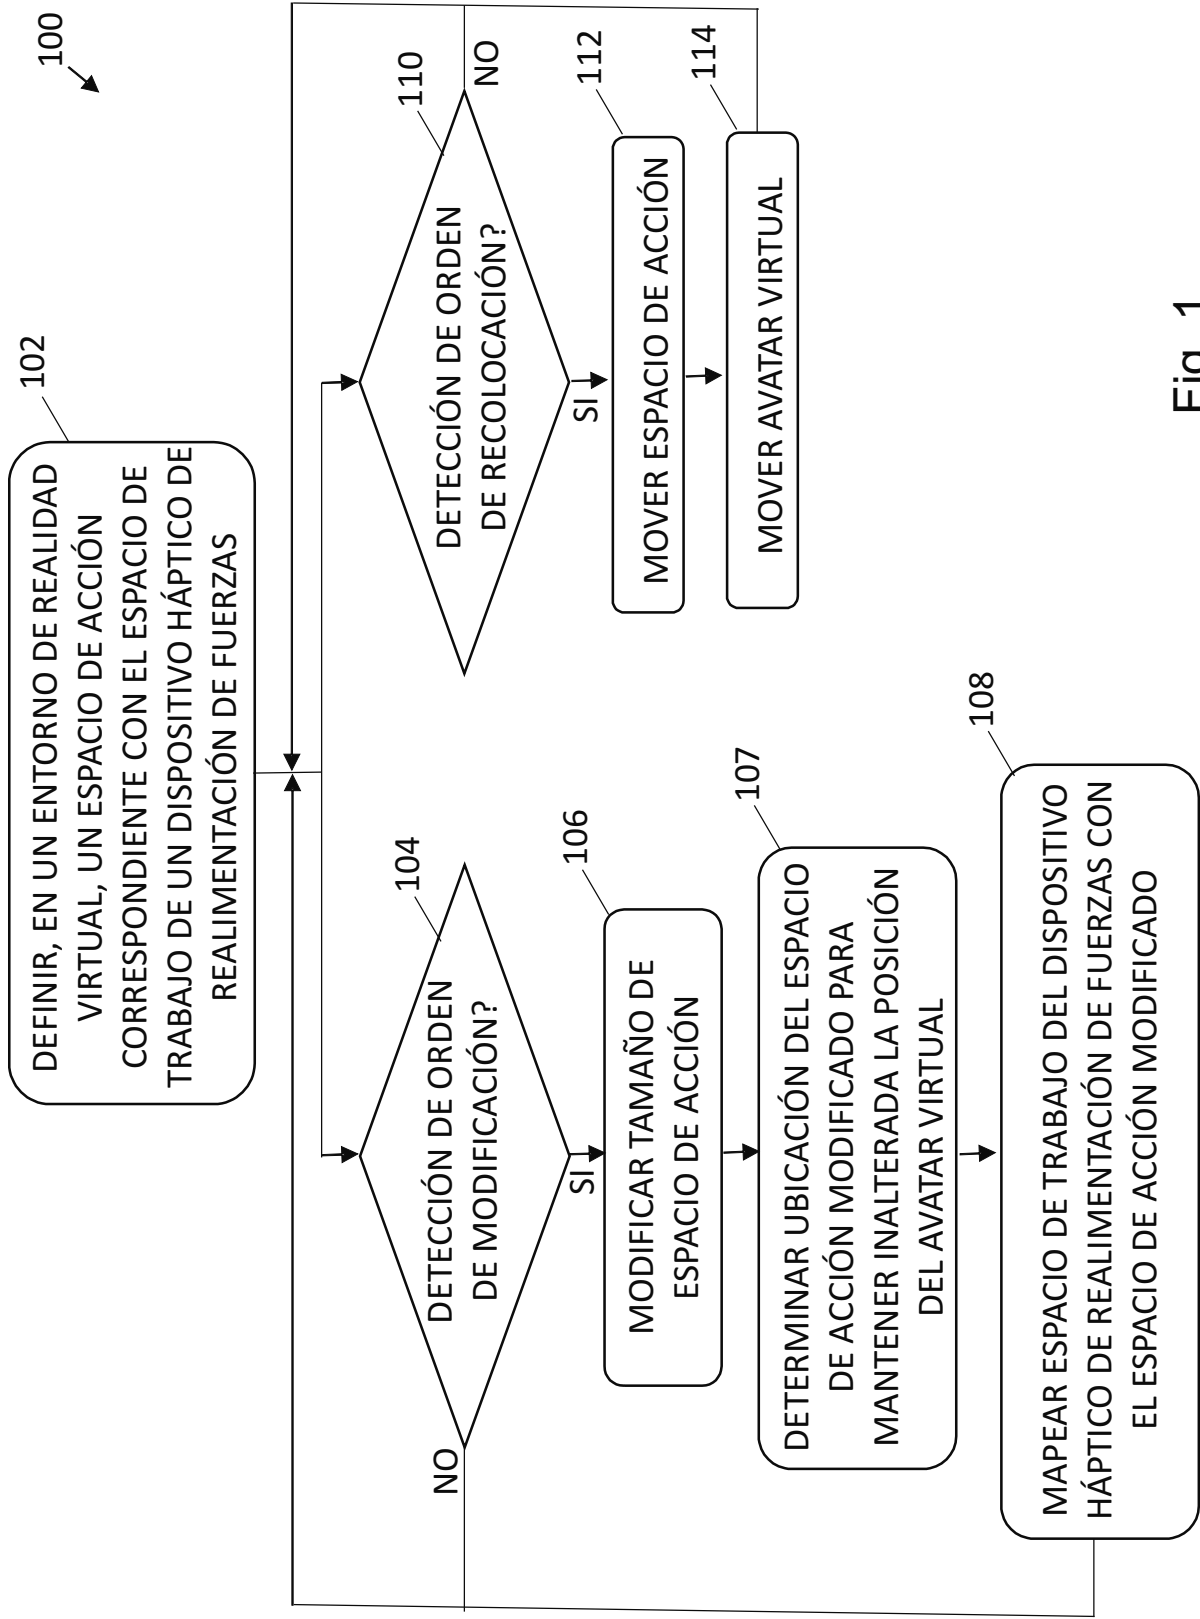 100
102
DEFINIR, EN UN ENTORNO DE REALIDAD
VIRTUAL, UN ESPACIO DE ACCIÓN
CORRESPONDIENTE CON EL ESPACIO DE
TRABAJO DE UN DISPOSITIVO HÁPTICO DE
REALIMENTACIÓN DE FUERZAS
104
DETECCIÓN DE ORDEN
DE MODIFICACIÓN?
NO
SI
106
MODIFICAR TAMAÑO DE
ESPACIO DE ACCIÓN
107
DETERMINAR UBICACIÓN DEL ESPACIO
DE ACCIÓN MODIFICADO PARA
MANTENER INALTERADA LA POSICIÓN
DEL AVATAR VIRTUAL
108
MAPEAR ESPACIO DE TRABAJO DEL DISPOSITIVO
HÁPTICO DE REALIMENTACIÓN DE FUERZAS CON
EL ESPACIO DE ACCIÓN MODIFICADO
110
DETECCIÓN DE ORDEN
DE RECOLOCACIÓN?
NO
SI
112
MOVER ESPACIO DE ACCIÓN
114
MOVER AVATAR VIRTUAL
Fig. 1